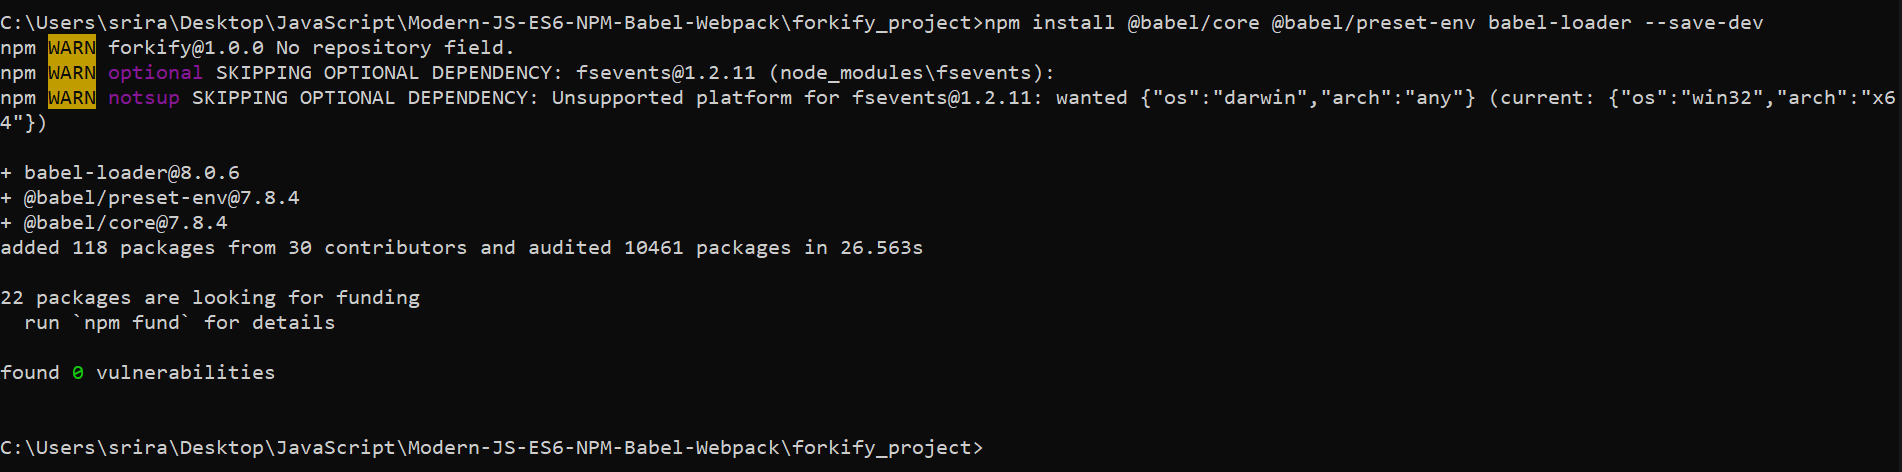 C:\Users\srira\Desktop\JavaScript\Modern-JS-ES6-NPM-Babel-Webpack\forkify_project>npm install @babel/core @babel/preset-env babel-loader --save-dev
npm WARN forkify@1.0.0 No repository field.
npm WARN optional SKIPPING OPTIONAL DEPENDENCY: fsevents@1.2.11 (node_modules\fsevents):
npm WARN notsup SKIPPING OPTIONAL DEPENDENCY: Unsupported platform for fsevents@1.2.11: wanted {"os":"darwin","arch":"any"} (current: {"os":"win32","arch":"x6
4"})
+ babel-loader@8.0.6
+ @babel/preset-env@7.8.4
+ @babel/core@7.8.4
added 118 packages from 30 contributors and audited 10461 packages in 26.563s
22 packages are looking for funding
  run `npm fund` for details
found 0 vulnerabilities
C:\Users\srira\Desktop\JavaScript\Modern-JS-ES6-NPM-Babel-Webpack\forkify_project>